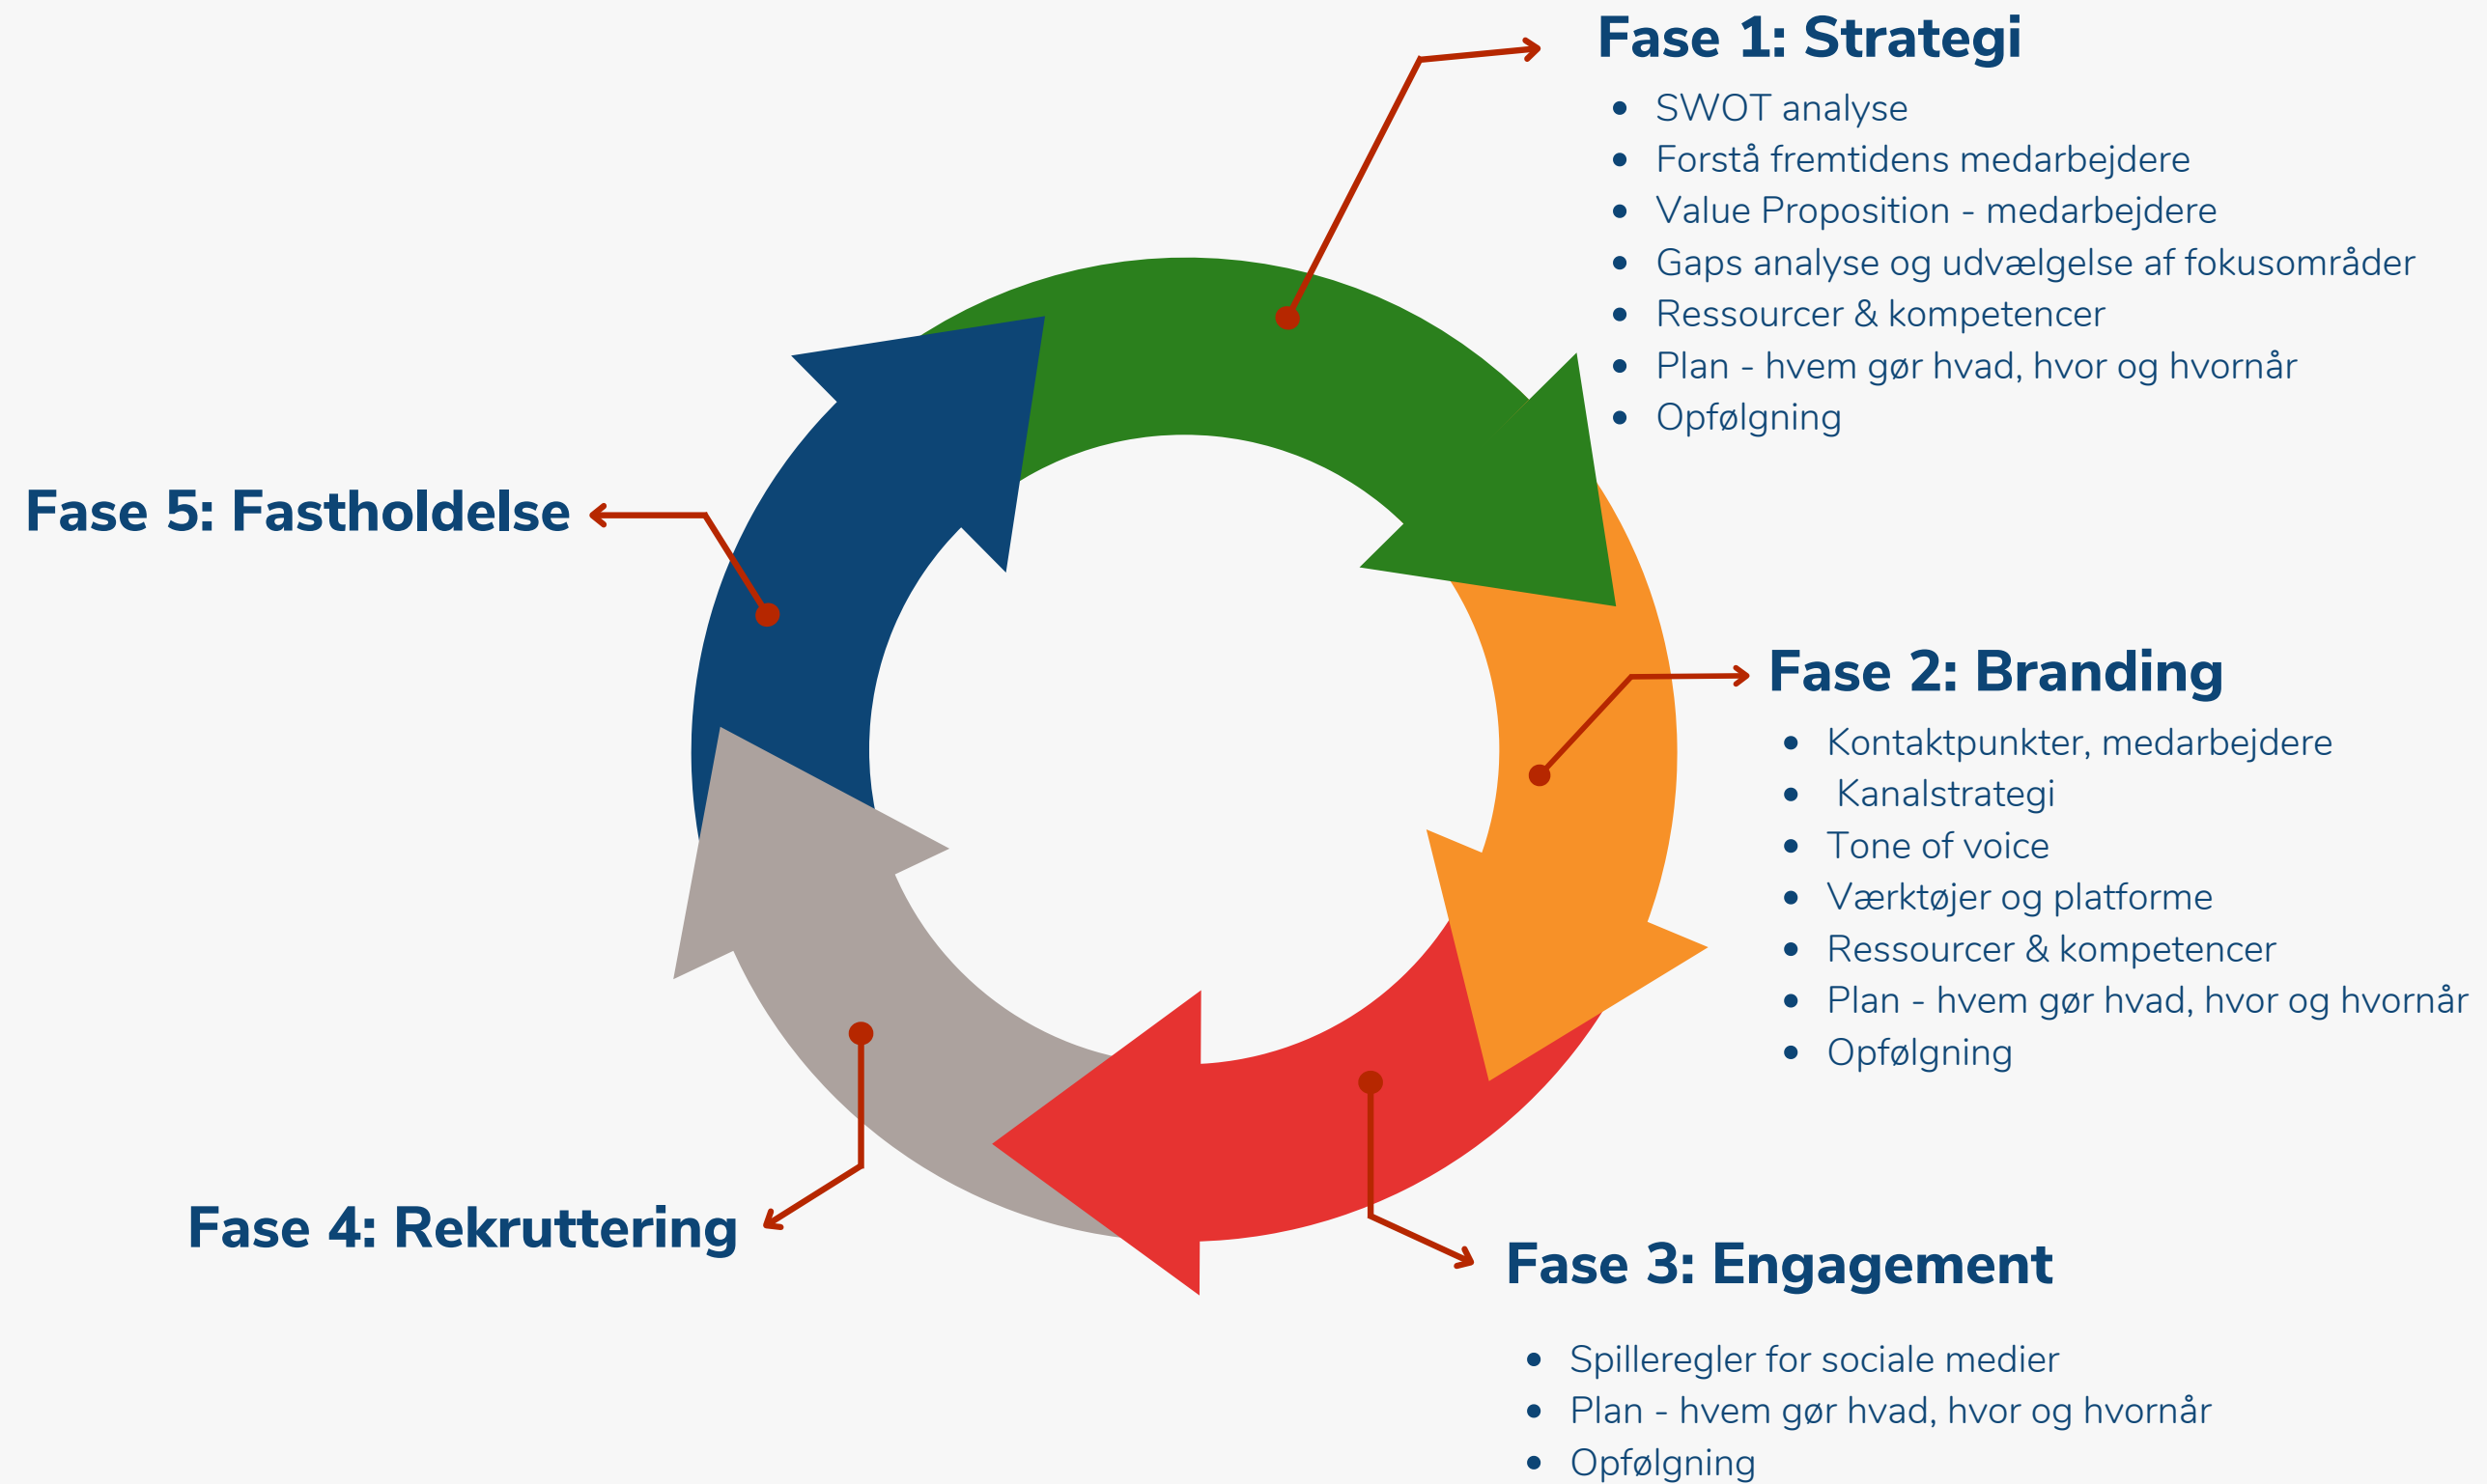 Fase 1: Strategi
SWOT analyse
Forstå fremtidens medarbejdere
Value Proposition - medarbejdere
Gaps analyse og udvælgelse af fokusområder
Ressourcer & kompetencer
Plan - hvem gør hvad, hvor og hvornår
Opfølgning
Fase 2: Branding
Kontaktpunkter, medarbejdere
Kanalstrategi
Tone of voice
Værktøjer og platforme
Ressourcer & kompetencer
Plan - hvem gør hvad, hvor og hvornår
Opfølgning
Fase 3: Engagement
Spilleregler for sociale medier
Plan - hvem gør hvad, hvor og hvornår
Opfølgning
Fase 4: Rekruttering
Fase 5: Fastholdelse